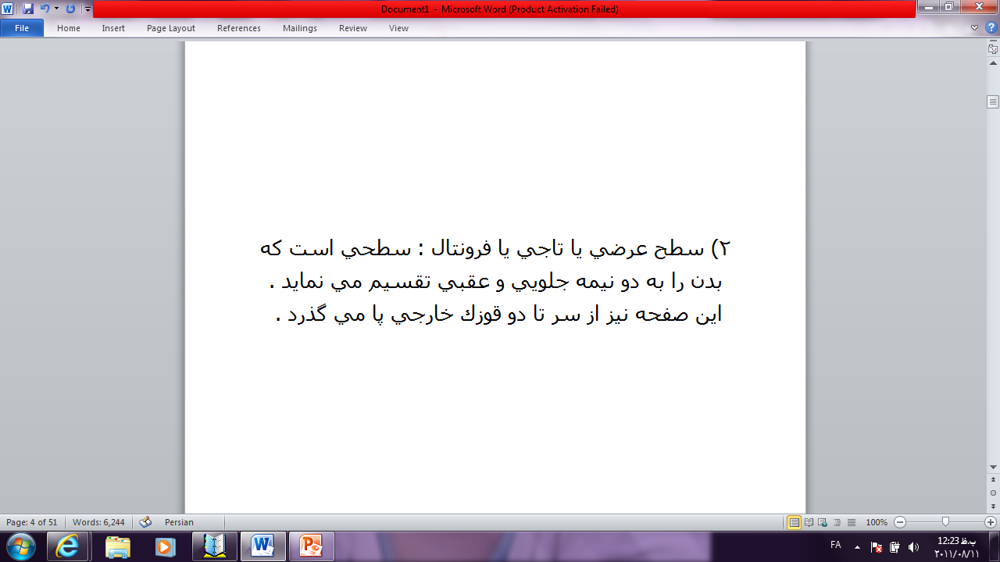 Document1 - Microsoft Word (Product Activation Failed)
File Home Insert Page Layout References Mailings Review View
۲) سطح عرضي يا تاجي يا فرونتال : سطحي است كه
بدن را به دو نيمه جلويي و عقبي تقسيم مي نمايد .
اين صفحه نيز از سر تا دو قوزك خارجي پا مي گذرد .
Page: 4 of 51 Words: 6,244 Persian 100%
FA 12:23 ب.ظ
۲۰۱۱/۰۸/۱۱